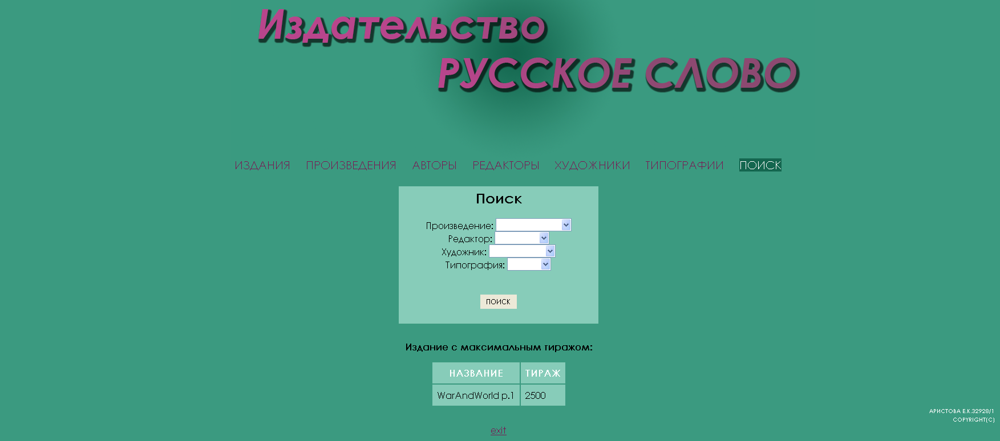 Издательство
РУССКОЕ СЛОВО
ИЗДАНИЯ ПРОИЗВЕДЕНИЯ АВТОРЫ РЕДАКТОРЫ ХУДОЖНИКИ ТИПОГРАФИИ ПОИСК
Поиск
Произведение:
Редактор:
Художник:
Типография:
ПОИСК
Издание с максимальным тиражом:
НАЗВАНИЕ ТИРАЖ
WarAndWorld p.1 2500
АРИСТОВА Е.К.32928/1
COPYRIGHT(C)
exit